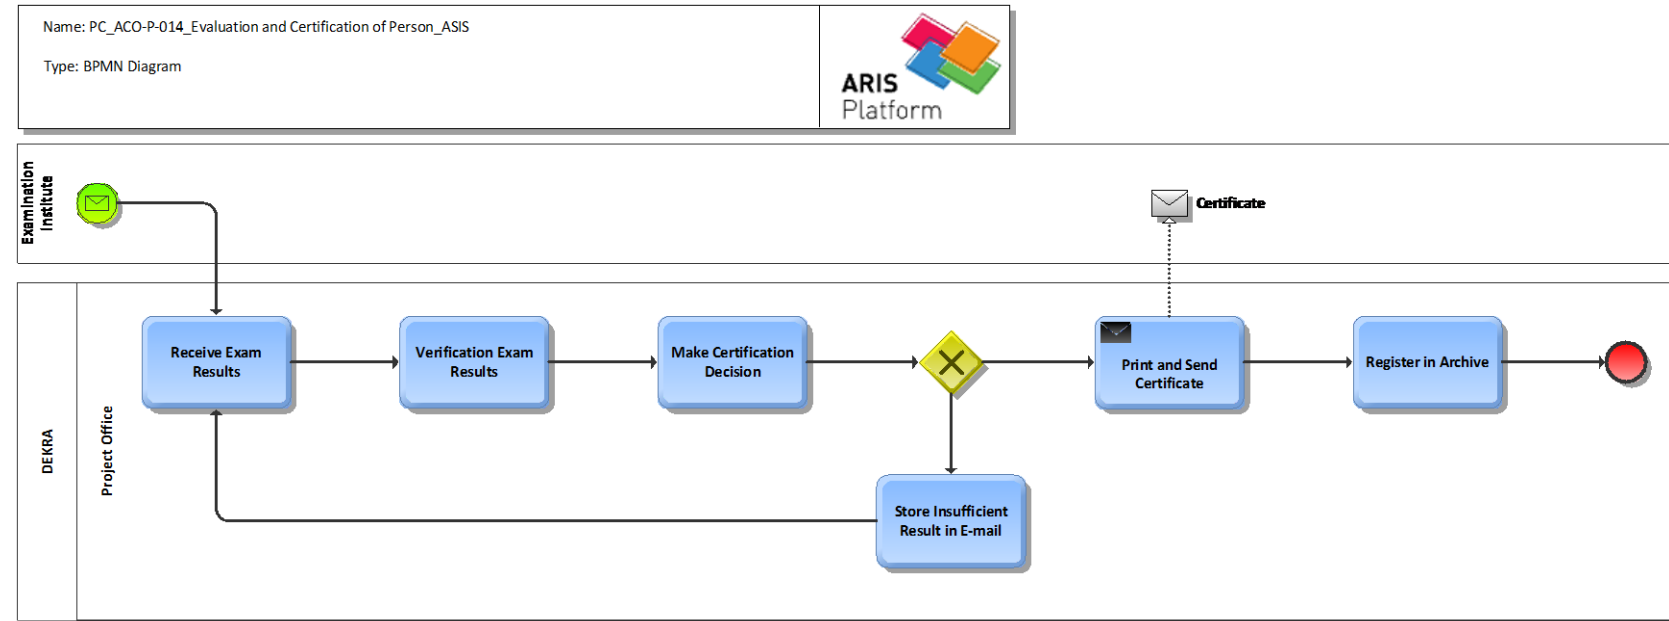 Name: PC_ACO-P-014_Evaluation and Certification of Person_ASIS
Type: BPMN Diagram
ARIS
Platform
Examination
Institute
Certificate
DEKRA
Project Office
Receive Exam
Results
Verification Exam
Results
Make Certification
Decision
Print and Send
Certificate
Register in Archive
Store Insufficient
Result in E-mail